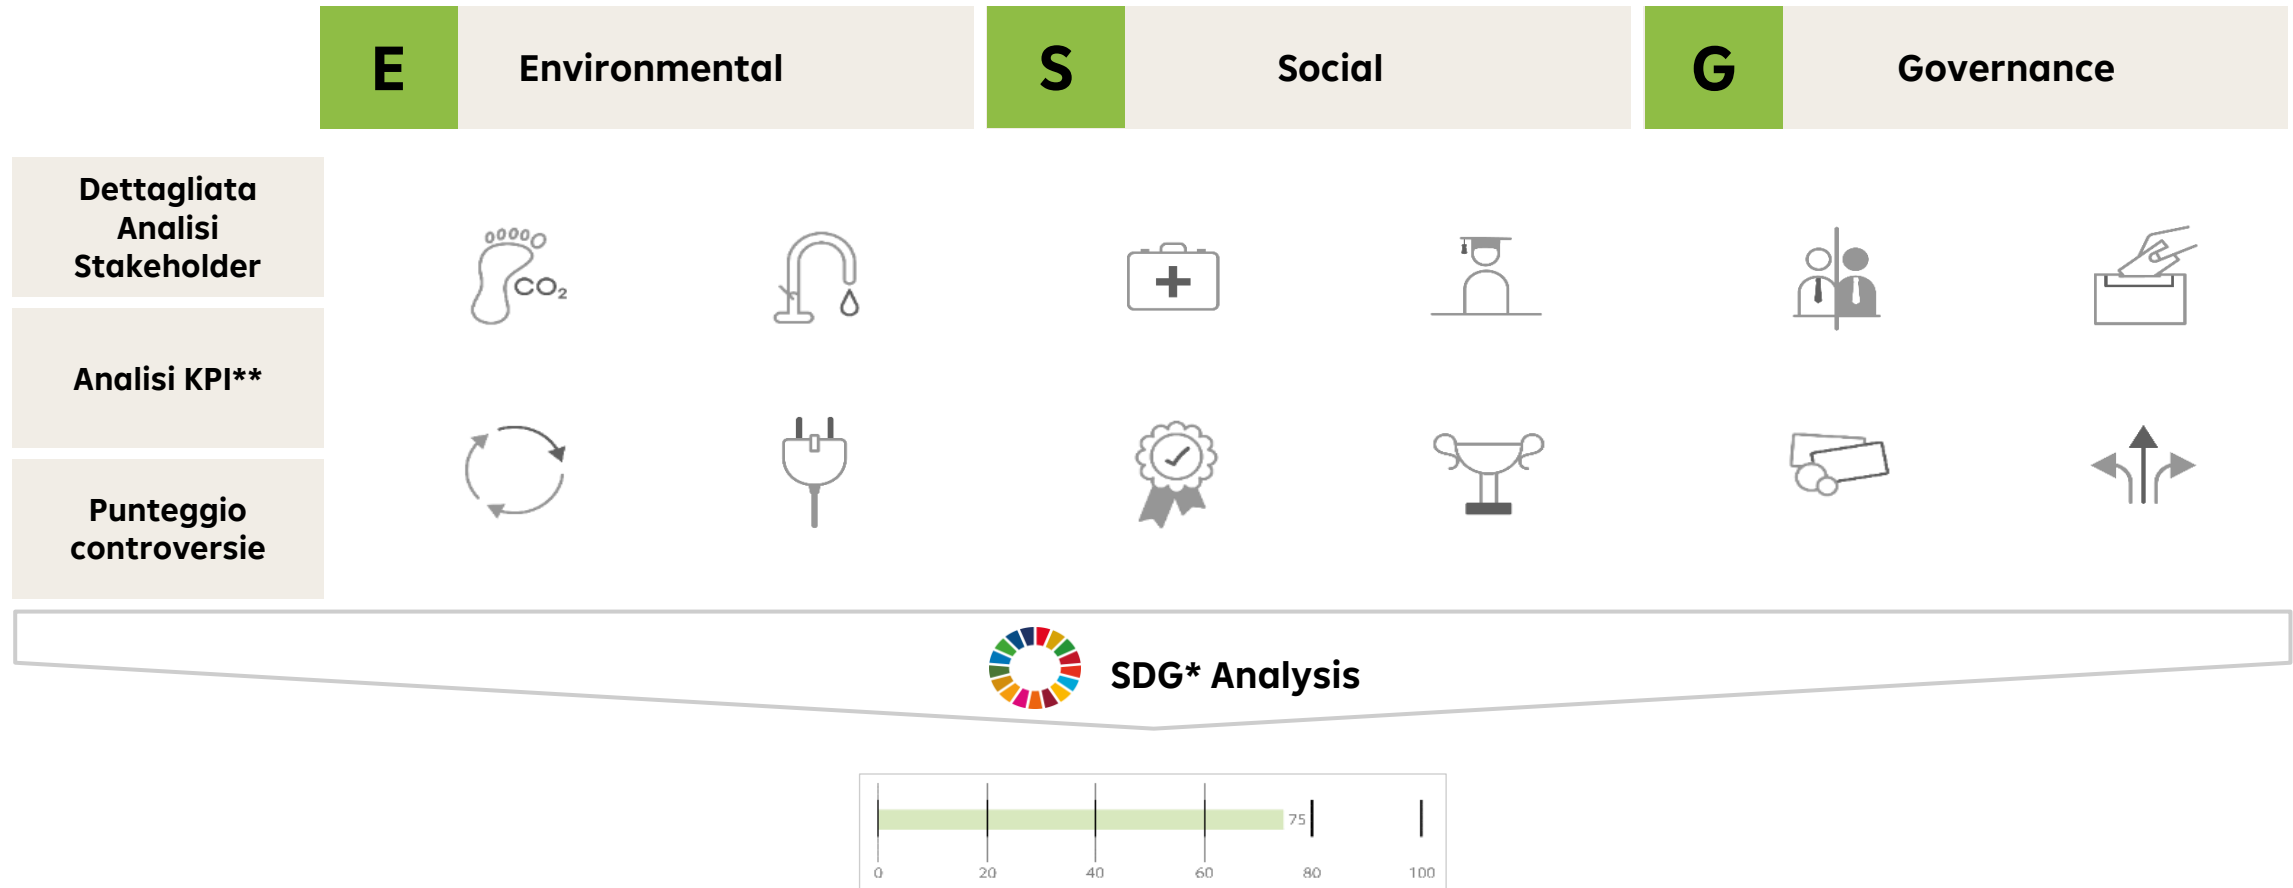 E
Environmental
S
Social
G
Governance
Dettagliata
Analisi
Stakeholder
CO₂
Analisi KPI**
Punteggio
controversie
SDG* Analysis
75
0 20 40 60 80 100